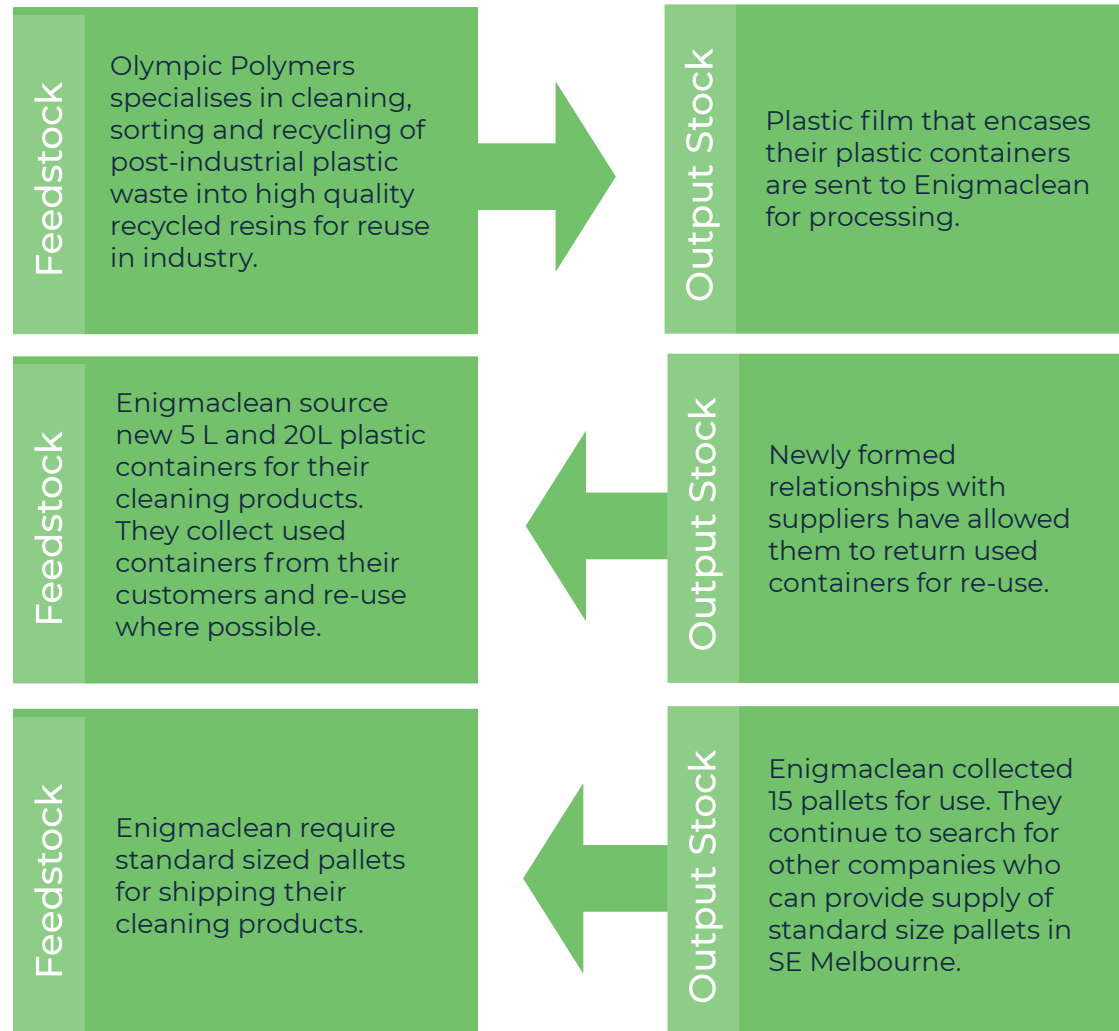 Feedstock
Olympic Polymers
specialises in cleaning,
sorting and recycling of
post-industrial plastic
waste into high quality
recycled resins for reuse
in industry.
Output Stock
Plastic film that encases
their plastic containers
are sent to Enigmaclean
for processing.
Feedstock
Enigmaclean source
new 5 L and 20L plastic
containers for their
cleaning products.
They collect used
containers from their
customers and re-use
where possible.
Output Stock
Newly formed
relationships with
suppliers have allowed
them to return used
containers for re-use.
Feedstock
Enigmaclean require
standard sized pallets
for shipping their
cleaning products.
Output Stock
Enigmaclean collected
15 pallets for use. They
continue to search for
other companies who
can provide supply of
standard size pallets in
SE Melbourne.